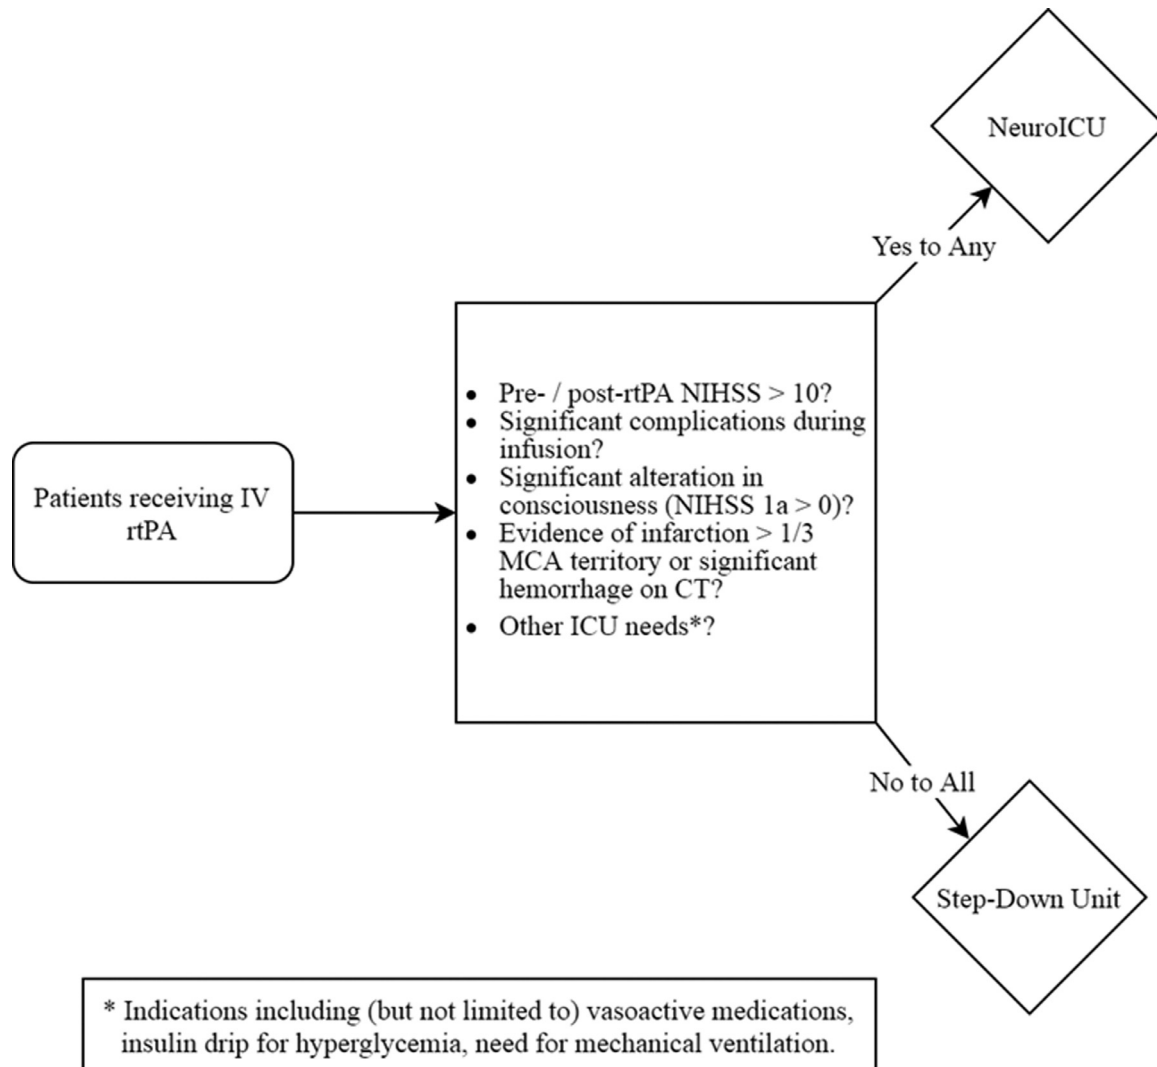 NeuroICU
Yes to Any
• Pre- / post-rtPA NIHSS > 10?
• Significant complications during
infusion?
• Significant alteration in
consciousness (NIHSS 1a > 0)?
• Evidence of infarction > 1/3
MCA territory or significant
hemorrhage on CT?
• Other ICU needs*?
Patients receiving IV
rtPA
No to All
Step-Down Unit
* Indications including (but not limited to) vasoactive medications,
insulin drip for hyperglycemia, need for mechanical ventilation.